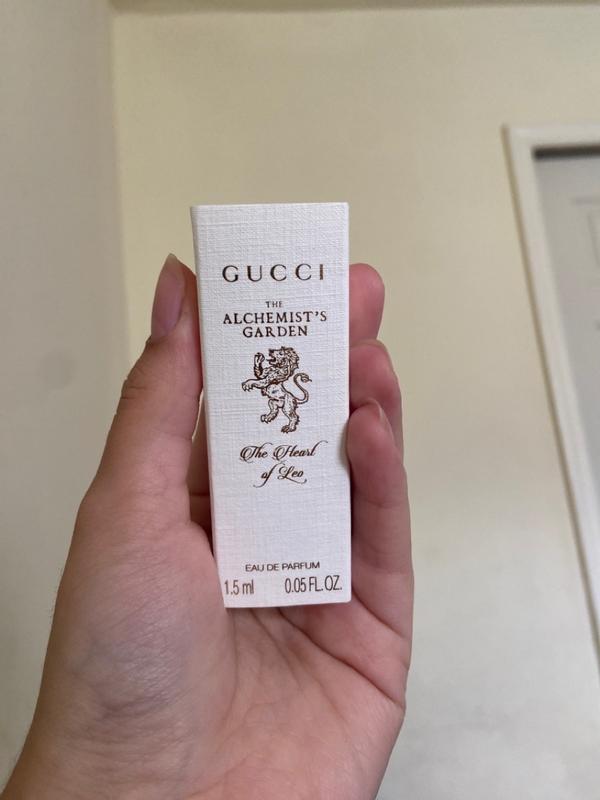 GUCCI
THE
ALCHEMIST'S
GARDEN
The Heart
of Leo
EAU DE PARFUM
1.5 ml 0.05 FL.OZ.